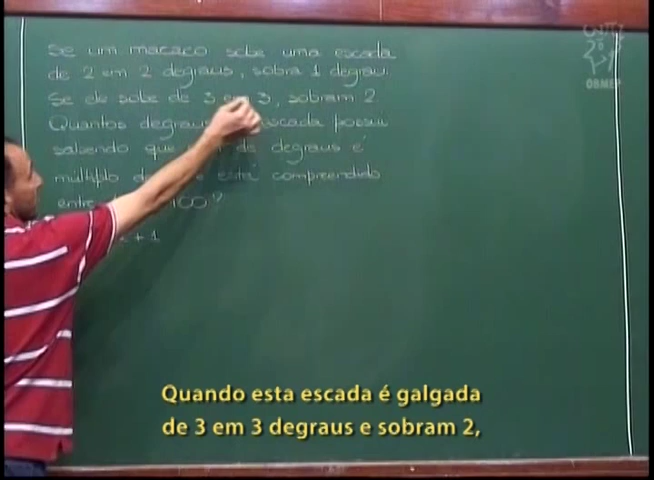 Se um macaco sobe uma escada
de 2 em 2 degraus, sobra 1 degrau.
Se ele sobe de 3 em 3, sobram 2.
Quantos degraus escada possui
sabendo que de degraus é
múltiplo e está compreendido
entre 100?
+ 1
OBMEP
Quando esta escada é galgada
de 3 em 3 degraus e sobram 2,